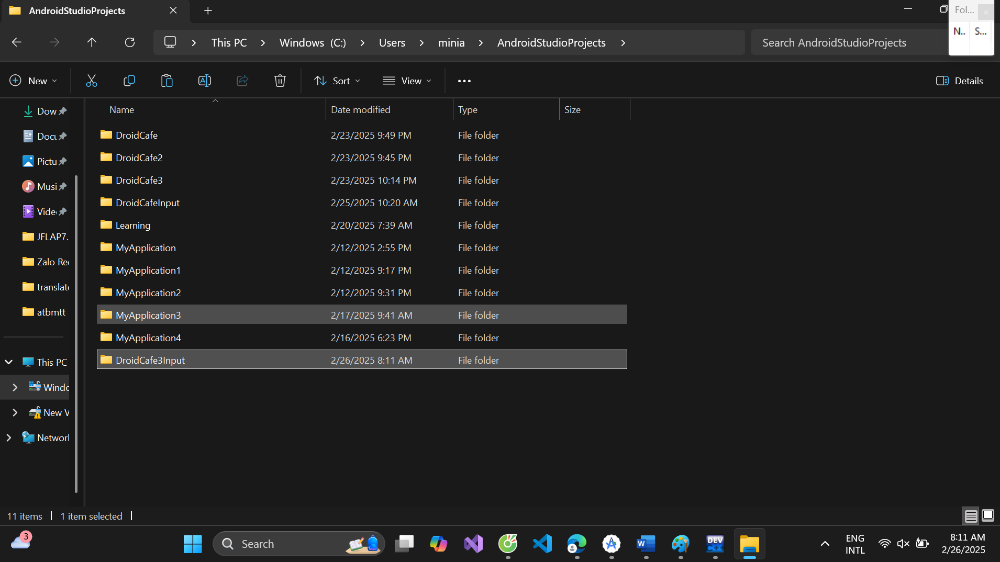 AndroidStudioProjects
Fol...
N.. S...
This PC Windows (C:) Users minia AndroidStudioProjects
Search AndroidStudioProjects
New Sort View Details
Name Date modified Type Size
DroidCafe 2/23/2025 9:49 PM File folder
DroidCafe2 2/23/2025 9:45 PM File folder
DroidCafe3 2/23/2025 10:14 PM File folder
DroidCafeInput 2/25/2025 10:20 AM File folder
Learning 2/20/2025 7:39 AM File folder
MyApplication 2/12/2025 2:55 PM File folder
MyApplication1 2/12/2025 9:17 PM File folder
MyApplication2 2/12/2025 9:31 PM File folder
MyApplication3 2/17/2025 9:41 AM File folder
MyApplication4 2/16/2025 6:23 PM File folder
DroidCafe3Input 2/26/2025 8:11 AM File folder
Dow
Docu
Pictu
Musi
Vide
JFLAP7.
Zalo Rec
translate
atbmtt
This PC
Windo
New V
Network
11 items 1 item selected
3
Search
W
DEV
C++
ENG
INTL
8:11 AM
2/26/2025